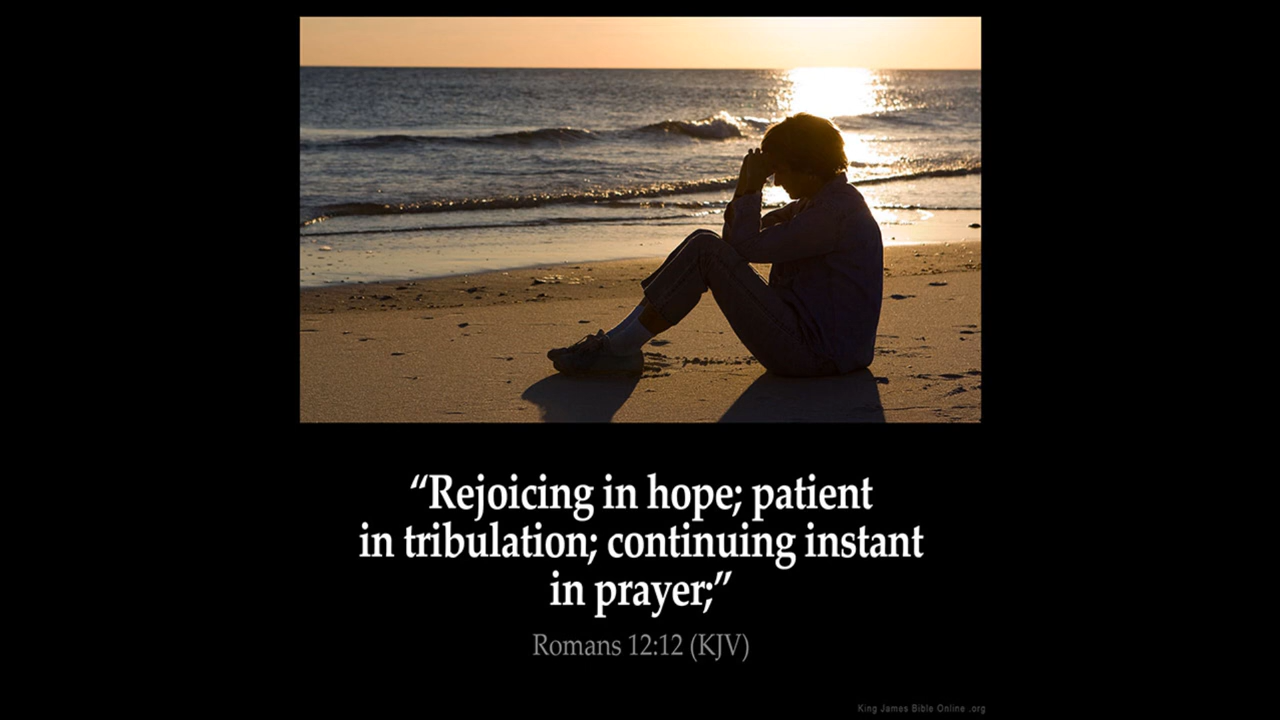 “Rejoicing in hope; patient
in tribulation; continuing instant
in prayer;”
Romans 12:12 (KJV)
King James Bible Online .org